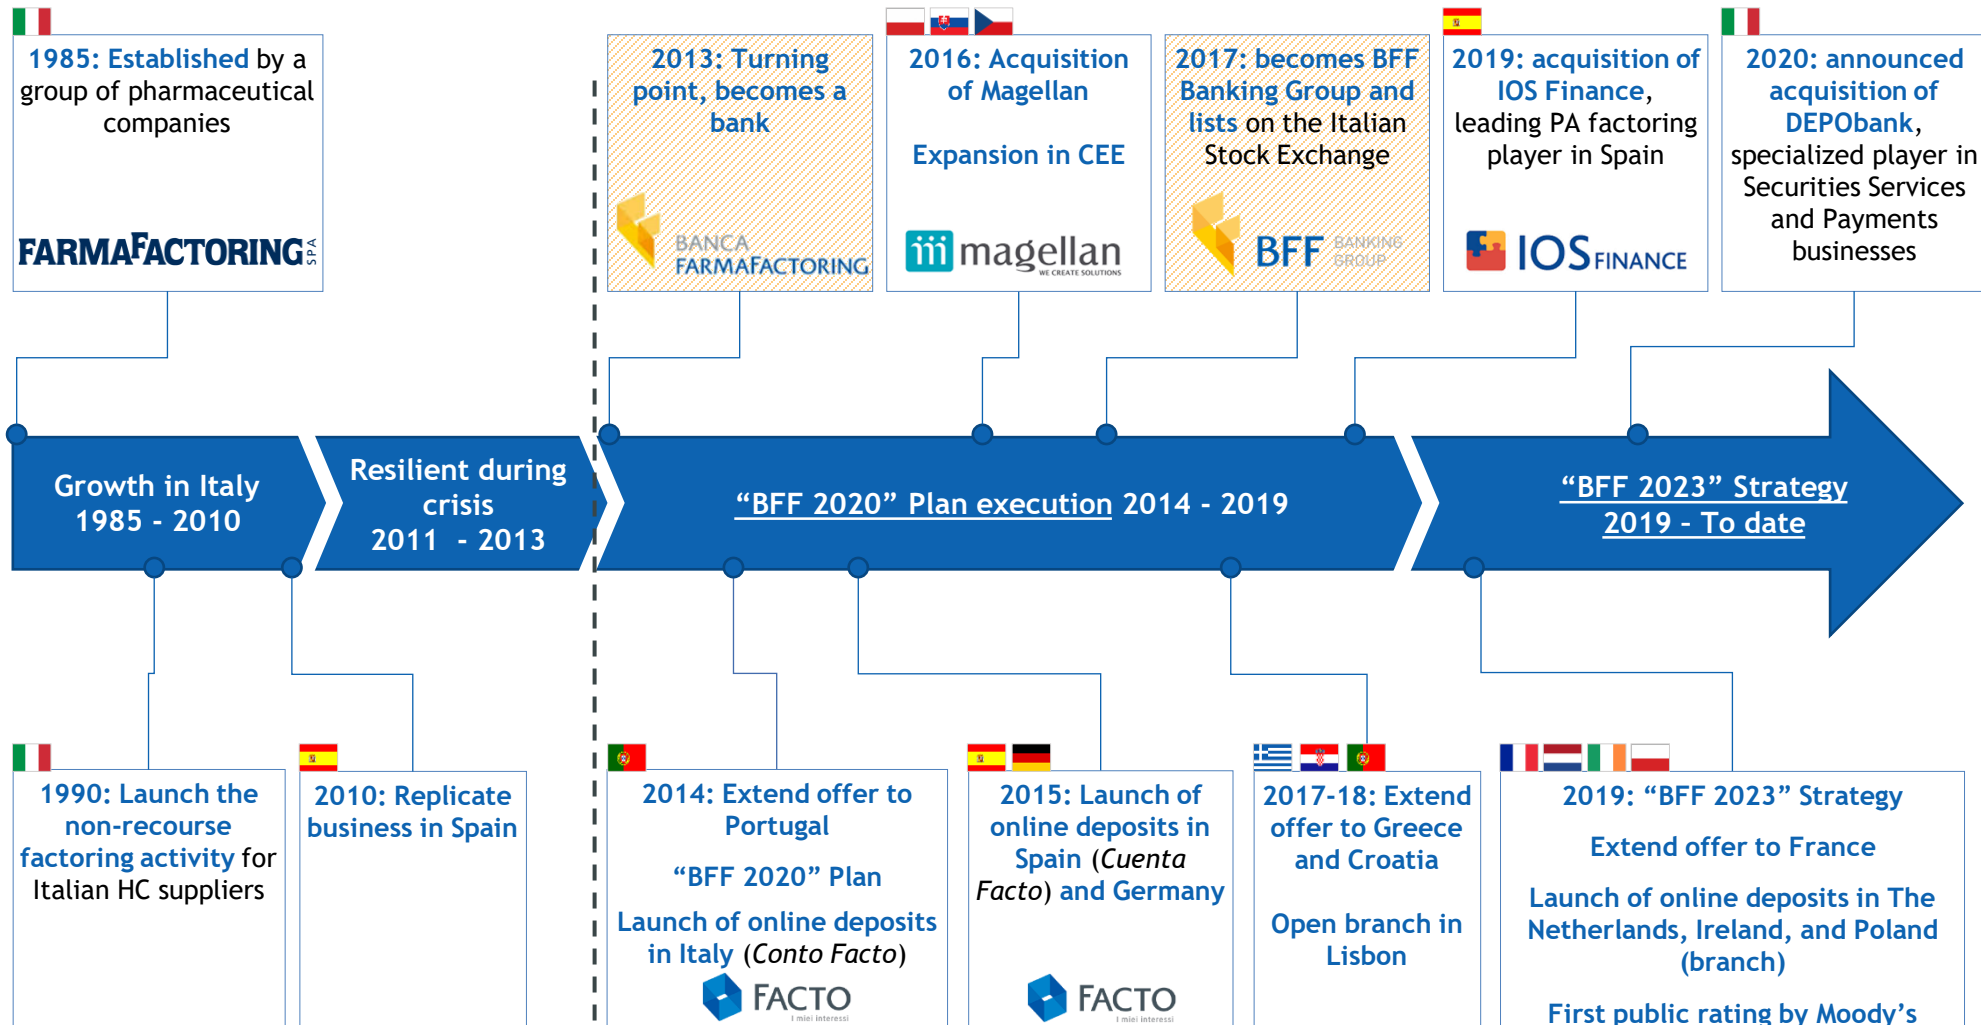 1985: Established by a
group of pharmaceutical
companies
FARMAFACTORING SPA
2013: Turning
point, becomes a
bank
BANCA
FARMAFACTORING
2016: Acquisition
of Magellan
Expansion in CEE
magellan
WE CREATE SOLUTIONS
2017: becomes BFF
Banking Group and
lists on the Italian
Stock Exchange
BFF BANKING
GROUP
2019: acquisition of
IOS Finance,
leading PA factoring
player in Spain
IOS FINANCE
2020: announced
acquisition of
DEPObank,
specialized player in
Securities Services
and Payments
businesses
Growth in Italy
1985 - 2010
Resilient during
crisis
2011 - 2013
“BFF 2020” Plan execution 2014 - 2019
“BFF 2023” Strategy
2019 - To date
1990: Launch the
non-recourse
factoring activity for
Italian HC suppliers
2010: Replicate
business in Spain
2014: Extend offer to
Portugal
“BFF 2020” Plan
Launch of online deposits
in Italy (Conto Facto)
FACTO
I miei interessi
2015: Launch of
online deposits in
Spain (Cuenta
Facto) and Germany
FACTO
I miei interessi
2017-18: Extend
offer to Greece
and Croatia
Open branch in
Lisbon
2019: “BFF 2023” Strategy
Extend offer to France
Launch of online deposits in The
Netherlands, Ireland, and Poland
(branch)
First public rating by Moody’s